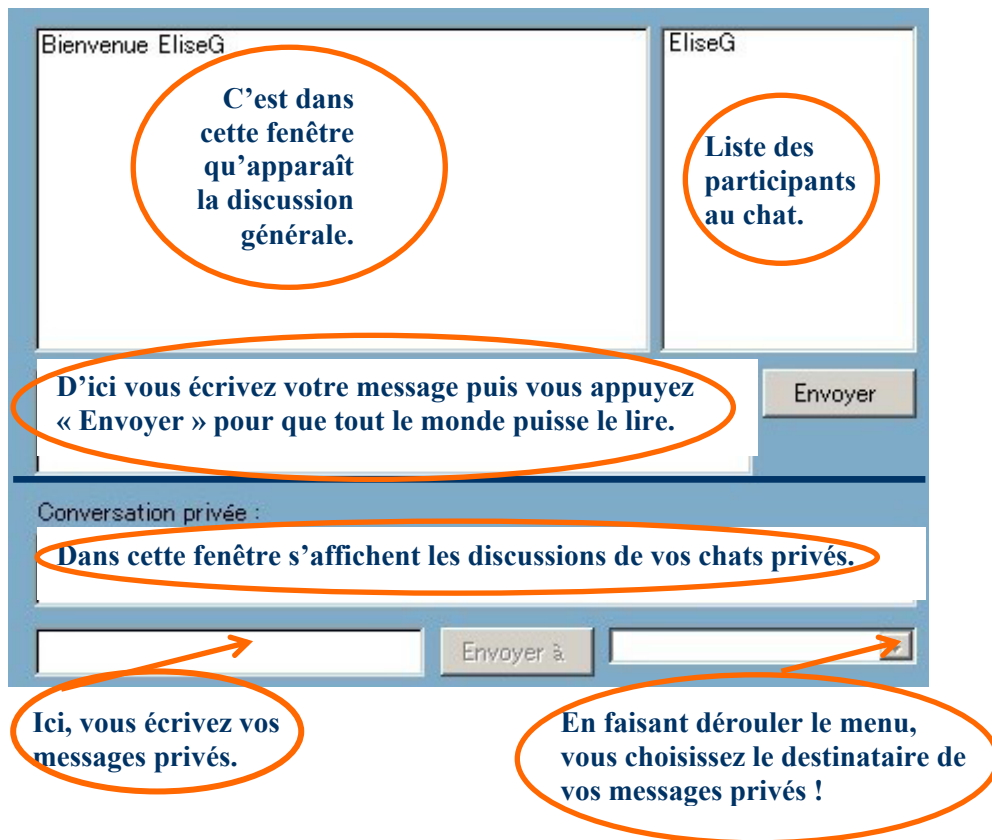 Bienvenue EliseG
EliseG
C’est dans
cette fenêtre
qu’apparaît
la discussion
générale.
Liste des
participants
au chat.
D’ici vous écrivez votre message puis vous appuyez
« Envoyer » pour que tout le monde puisse le lire.
Envoyer
Conversation privée :
Dans cette fenêtre s’affichent les discussions de vos chats privés.
Envoyer à
Ici, vous écrivez vos
messages privés.
En faisant dérouler le menu,
vous choisissez le destinataire de
vos messages privés !